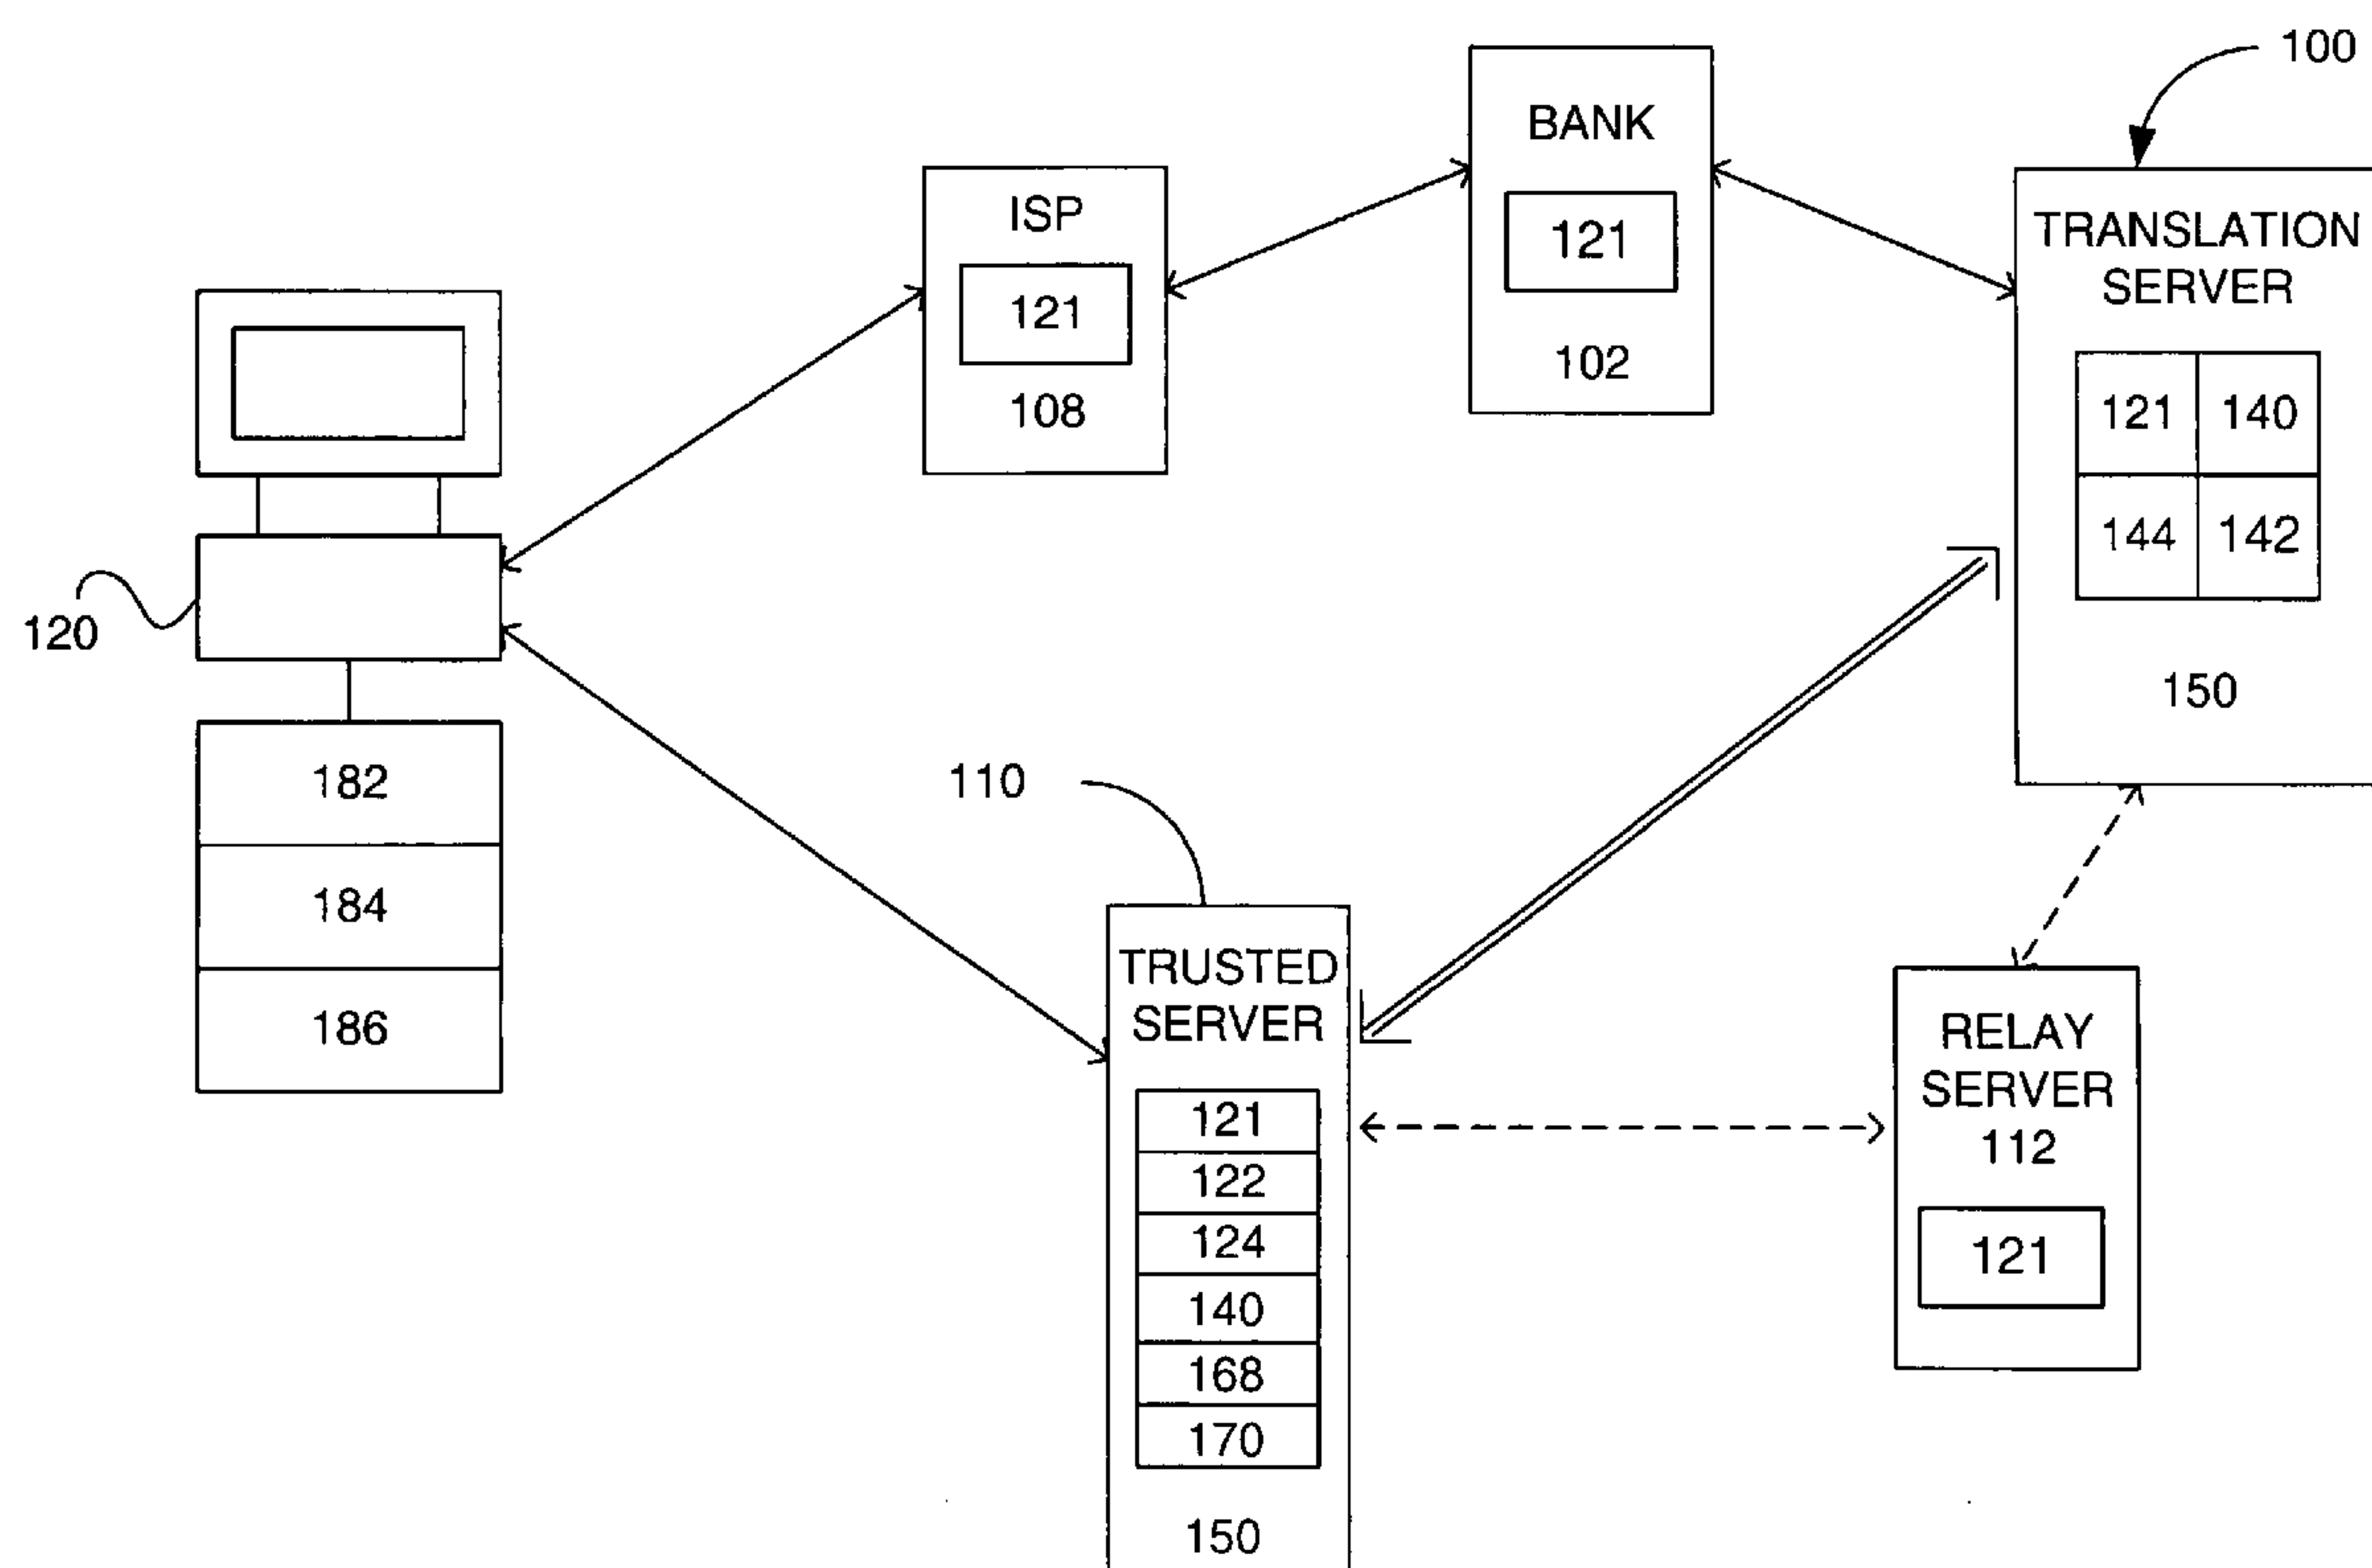 100
BANK
121
102
ISP
121
108
TRANSLATION
SERVER
121 140
144 142
150
120
182
184
186
110
TRUSTED
SERVER
121
122
124
140
168
170
150
RELAY
SERVER
112
121